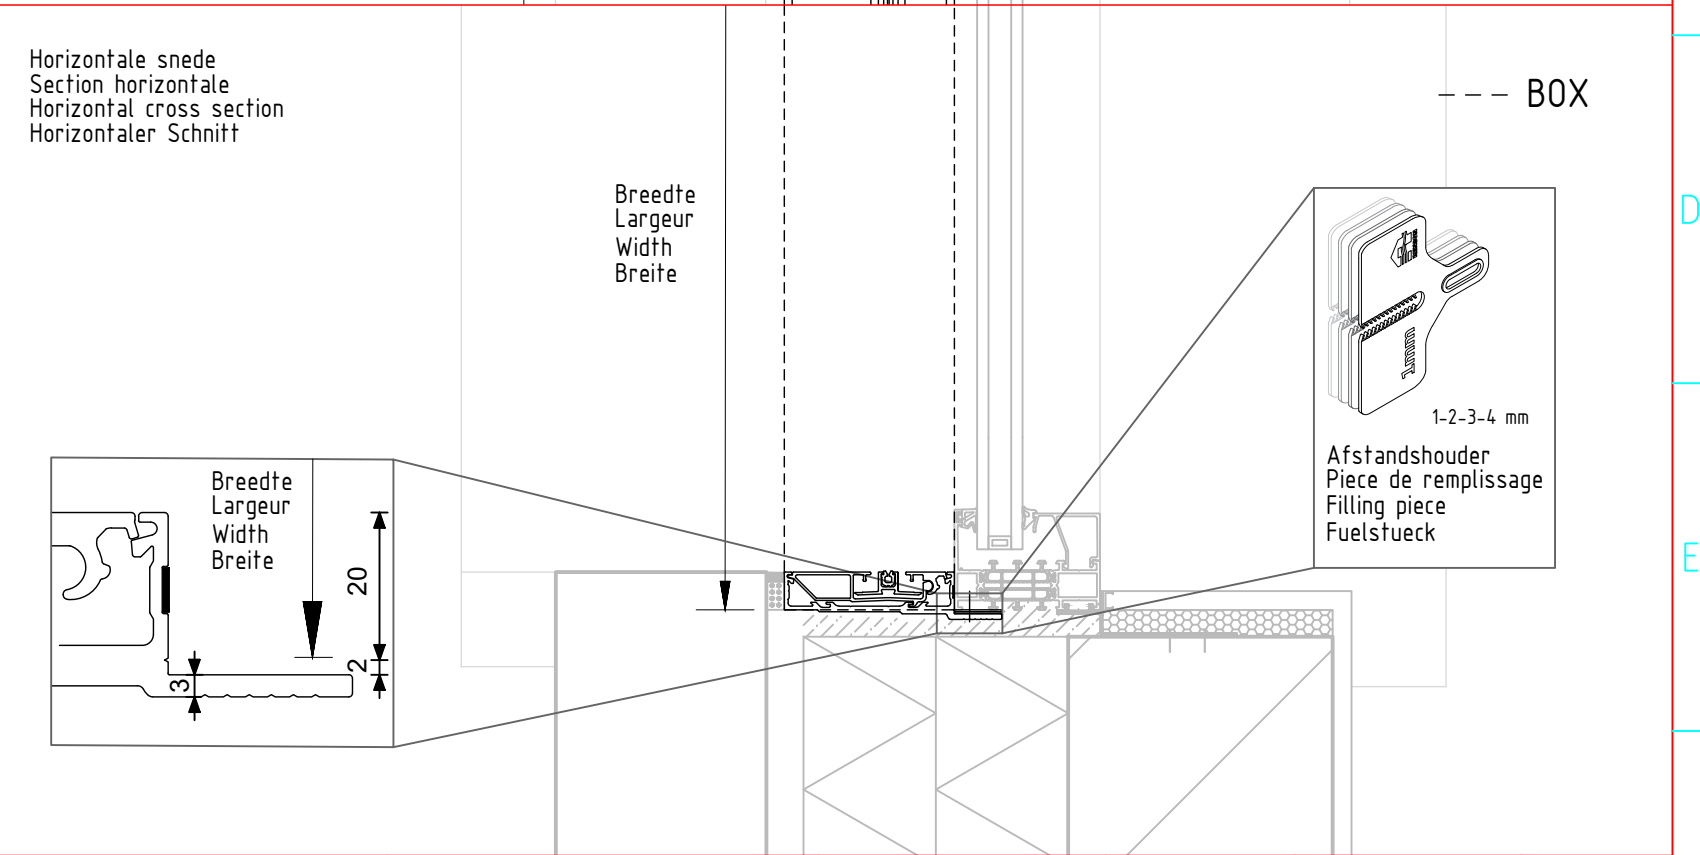 Horizontale snede
Section horizontale
Horizontal cross section
Horizontaler Schnitt
BOX
Breedte
Largeur
Width
Breite
D
1mm
1-2-3-4 mm
Afstandshouder
Piece de remplissage
Filling piece
Fuelstueck
E
Breedte
Largeur
Width
Breite
20
2
3